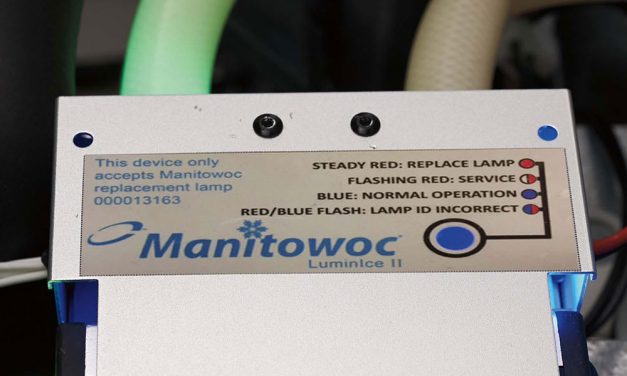 This device only
accepts Manitowoc
replacement lamp
000013163
STEADY RED: REPLACE LAMP
FLASHING RED: SERVICE
BLUE: NORMAL OPERATION
RED/BLUE FLASH: LAMP ID INCORRECT
Manitowoc
LuminIce II